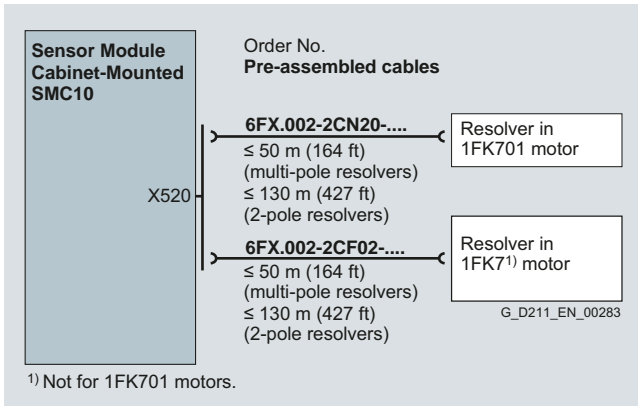 Sensor Module
Cabinet-Mounted
SMC10
Order No.
Pre-assembled cables
6FX.002-2CN20-....
≤ 50 m (164 ft)
(multi-pole resolvers)
≤ 130 m (427 ft)
(2-pole resolvers)
Resolver in
1FK701 motor
X520
6FX.002-2CF02-....
≤ 50 m (164 ft)
(multi-pole resolvers)
≤ 130 m (427 ft)
(2-pole resolvers)
Resolver in
1FK7¹⁾ motor
G_D211_EN_00283
¹⁾ Not for 1FK701 motors.